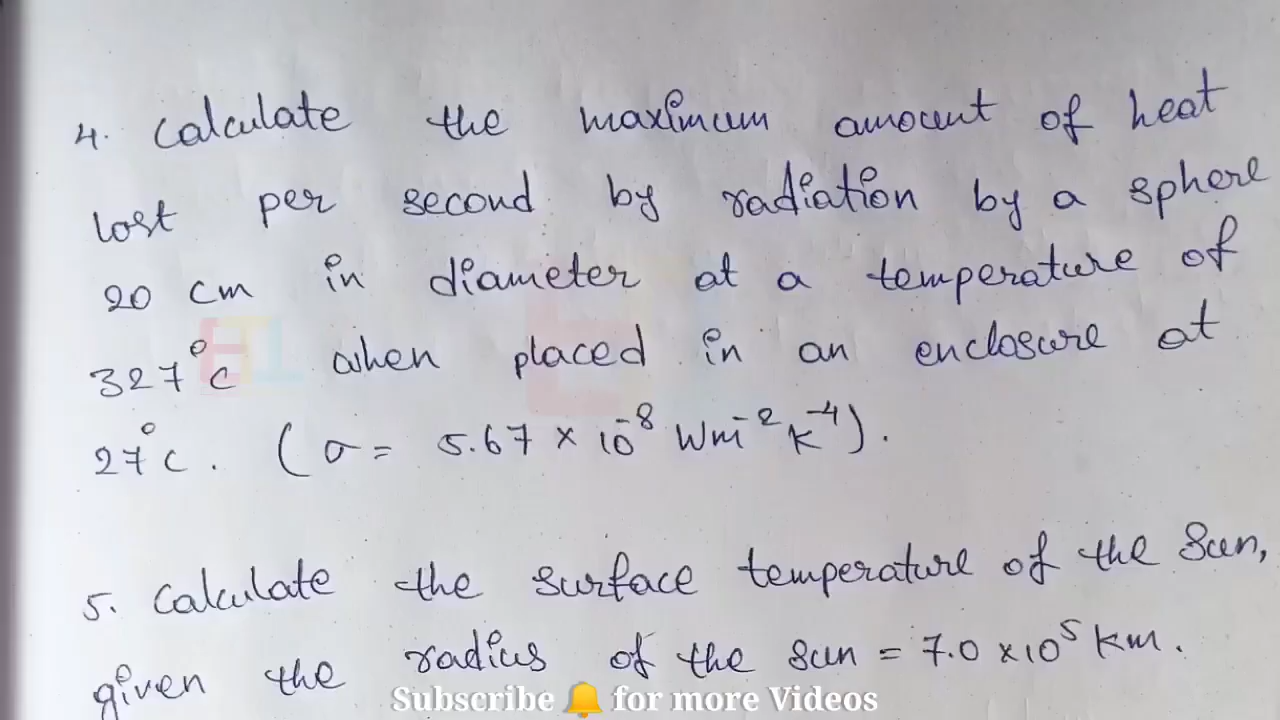 4. Calculate the maximum amount of heat
lost per second by radiation by a sphere
20 cm in diameter at a temperature of
327°C when placed in an enclosure at
27°C. (σ = 5.67 × 10⁻⁸ Wm⁻²K⁻⁴).
5. Calculate the surface temperature of the Sun,
given the radius of the sun = 7.0 × 10⁵ km.
Subscribe 🔔 for more Videos